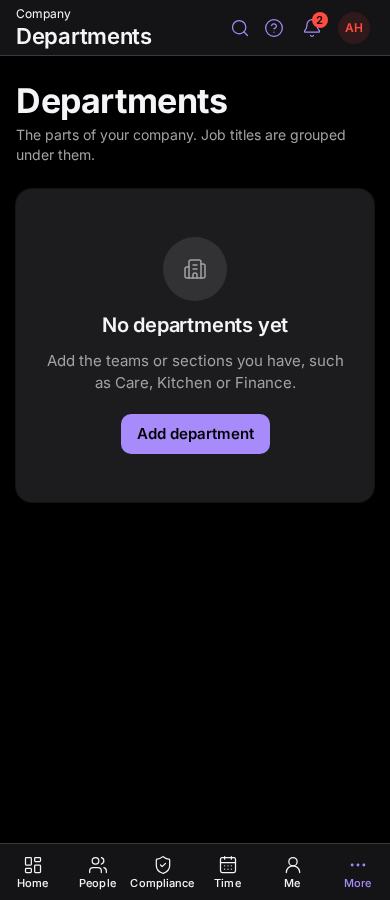 Company
Departments
2
AH
Departments
The parts of your company. Job titles are grouped
under them.
No departments yet
Add the teams or sections you have, such
as Care, Kitchen or Finance.
Add department
Home
People
Compliance
Time
Me
More